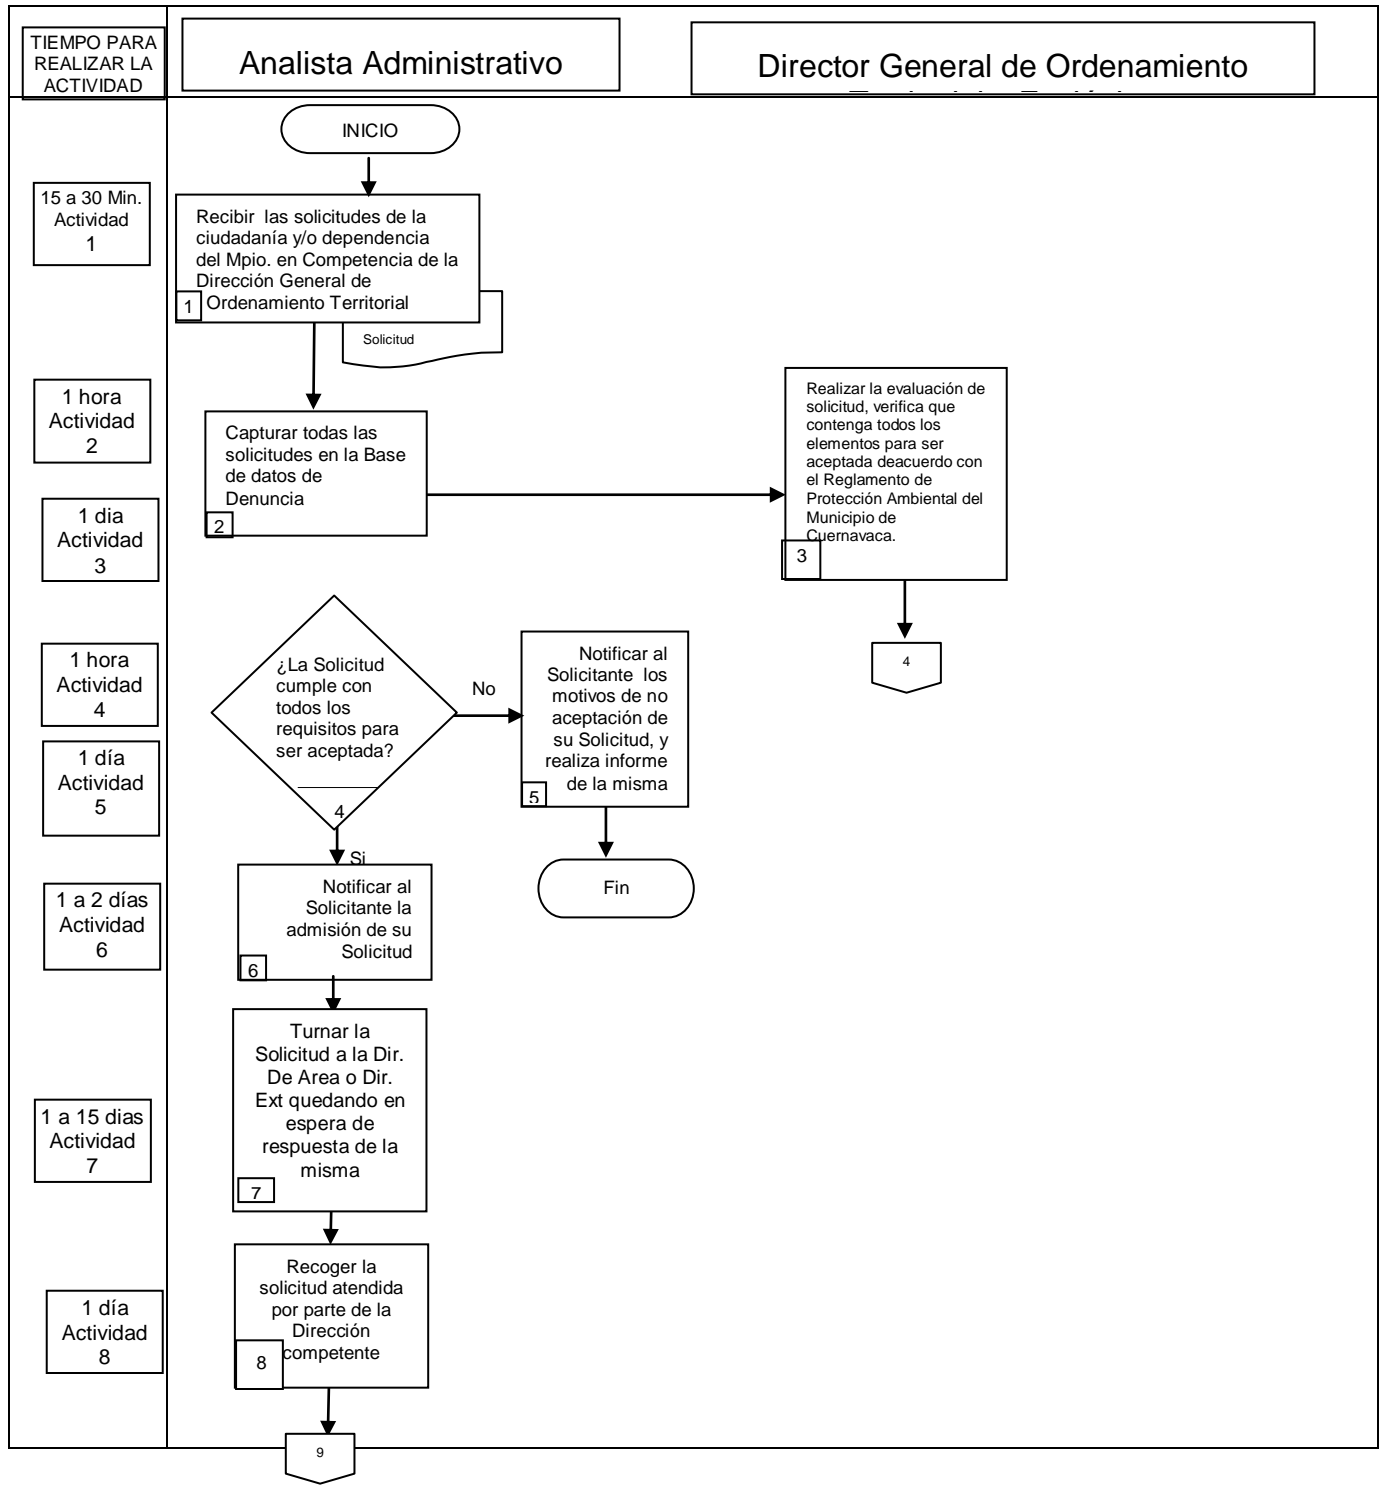 TIEMPO PARA
REALIZAR LA
ACTIVIDAD
Analista Administrativo
Director General de Ordenamiento
INICIO
15 a 30 Min.
Actividad
1
Recibir las solicitudes de la
ciudadanía y/o dependencia
del Mpio. en Competencia de la
Dirección General de
Ordenamiento Territorial
1
Solicitud
1 hora
Actividad
2
Capturar todas las
solicitudes en la Base
de datos de
Denuncia
2
Realizar la evaluación de
solicitud, verifica que
contenga todos los
elementos para ser
aceptada deacuerdo con
el Reglamento de
Protección Ambiental del
Municipio de
Cuernavaca.
3
1 dia
Actividad
3
4
1 hora
Actividad
4
¿La Solicitud
cumple con
todos los
requisitos para
ser aceptada?
4
No
Notificar al
Solicitante los
motivos de no
aceptación de
su Solicitud, y
realiza informe
de la misma
5
1 día
Actividad
5
Si
Fin
1 a 2 días
Actividad
6
Notificar al
Solicitante la
admisión de su
Solicitud
6
Turnar la
Solicitud a la Dir.
De Area o Dir.
Ext quedando en
espera de
respuesta de la
misma
7
1 a 15 dias
Actividad
7
Recoger la
solicitud atendida
por parte de la
Dirección
competente
8
1 día
Actividad
8
9